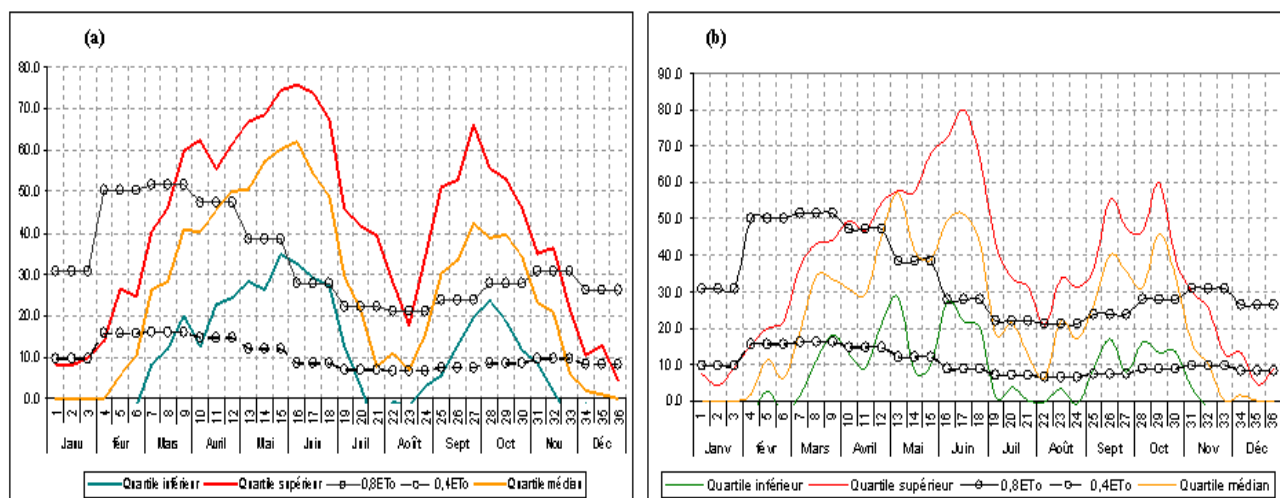 (a)
80.0
70.0
60.0
50.0
40.0
30.0
20.0
10.0
0.0
1 2 3 4 5 6 7 8 9 10 11 12 13 14 15 16 17 18 19 20 21 22 23 24 25 26 27 28 29 30 31 32 33 34 35 36
Janu féur Mars Auril Mai Juin Juil Août Sept Oct Nou Déc
Quartile inférieur Quartile supérieur 0,8ETo 0,4ETo Quartile médian
(b)
90.0
80.0
70.0
60.0
50.0
40.0
30.0
20.0
10.0
0.0
1 2 3 4 5 6 7 8 9 10 11 12 13 14 15 16 17 18 19 20 21 22 23 24 25 26 27 28 29 30 31 32 33 34 35 36
Janv févr Mars Avril Mai Juin Juil Août Sept Oct Nov Déc
Quartile inférieur Quartile supérieur 0,8ETo 0,4ETo Quartile médian